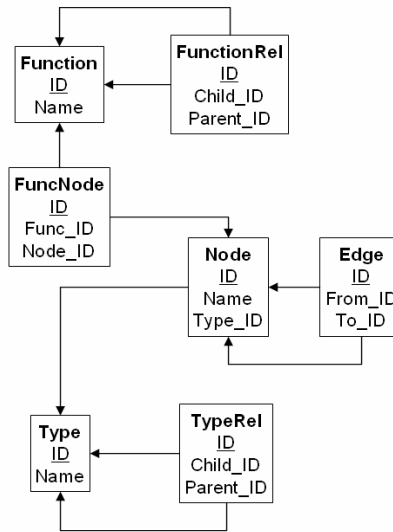 Function
ID
Name
FunctionRel
ID
Child_ID
Parent_ID
FuncNode
ID
Func_ID
Node_ID
Node
ID
Name
Type_ID
Edge
ID
From_ID
To_ID
Type
ID
Name
TypeRel
ID
Child_ID
Parent_ID